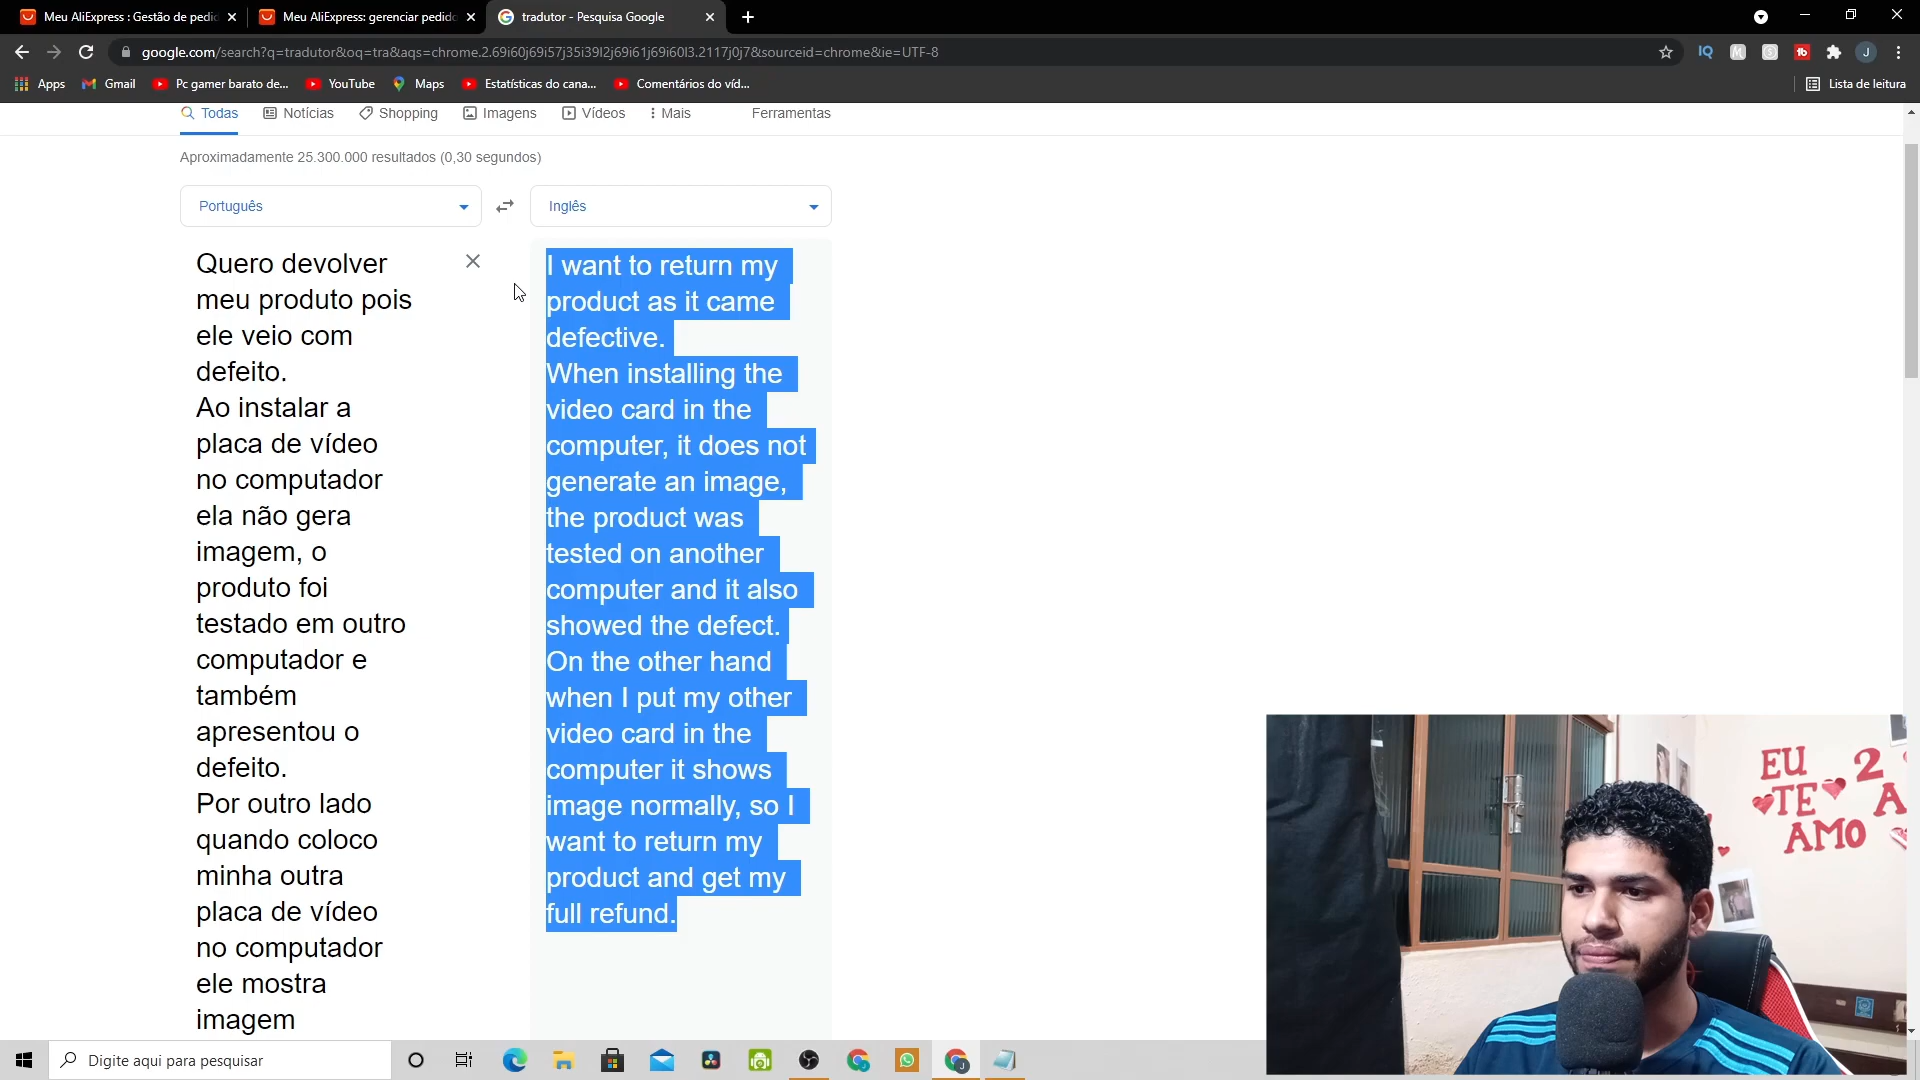 Meu AliExpress : Gestão de pedid
Meu AliExpress: gerenciar pedido
tradutor - Pesquisa Google
google.com/search?q=tradutor&oq=tra&aqs=chrome.2.69i60j69i57j35i39l2j69i61j69i60l3.2117j0j7&sourceid=chrome&ie=UTF-8
Apps
Gmail
Pc gamer barato de...
YouTube
Maps
Estatísticas do cana...
Comentários do víd...
Lista de leitura
Todas
Notícias
Shopping
Imagens
Vídeos
Mais
Ferramentas
Aproximadamente 25.300.000 resultados (0,30 segundos)
Português
Inglês
Quero devolver
meu produto pois
ele veio com
defeito.
Ao instalar a
placa de vídeo
no computador
ela não gera
imagem, o
produto foi
testado em outro
computador e
também
apresentou o
defeito.
Por outro lado
quando coloco
minha outra
placa de vídeo
no computador
ele mostra
imagem
I want to return my
product as it came
defective.
When installing the
video card in the
computer, it does not
generate an image,
the product was
tested on another
computer and it also
showed the defect.
On the other hand
when I put my other
video card in the
computer it shows
image normally, so I
want to return my
product and get my
full refund.
EU
TE
AMO
2
A
A
Digite aqui para pesquisar